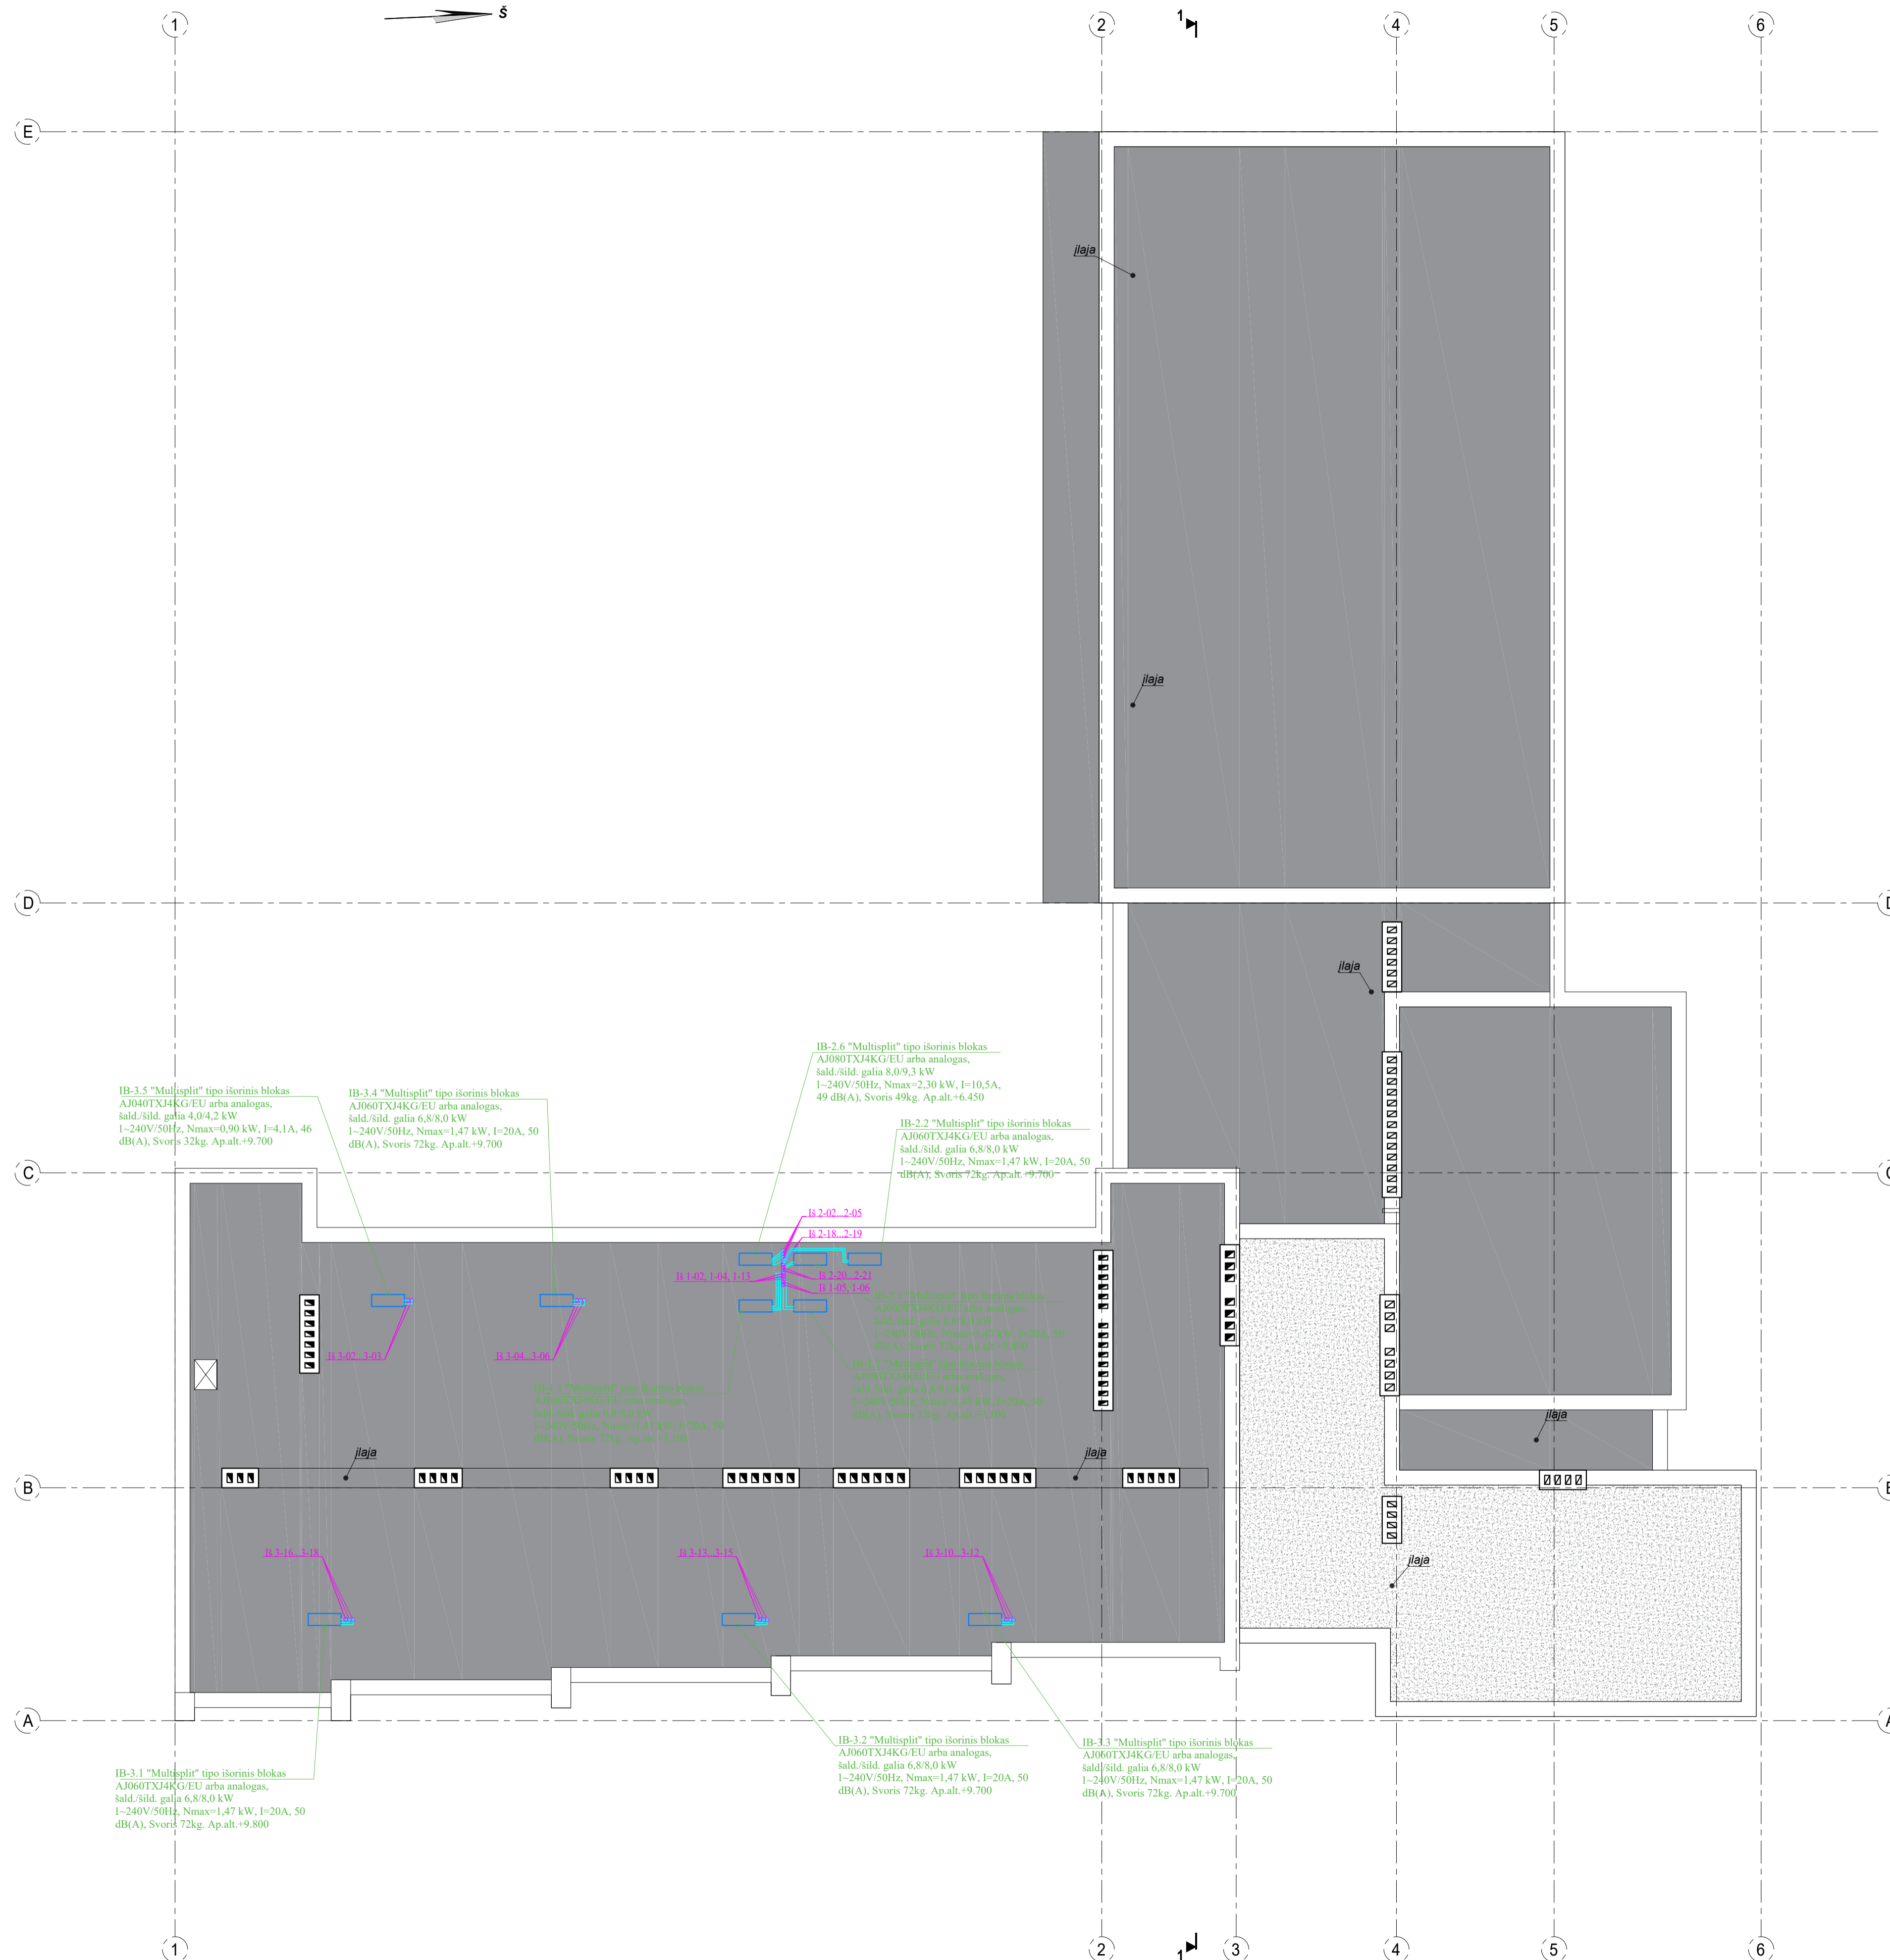 Š
1
1
2
4
5
6
E
įlaja
įlaja
D
D
įlaja
IB-2.6 "Multisplit" tipo išorinis blokas
AJ080TXJ4KG/EU arba analogas,
šald./šild. galia 8,0/9,3 kW
1~240V/50Hz, Nmax=2,30 kW, I=10,5A,
49 dB(A), Svoris 49kg. Ap.alt.+6.450
IB-3.5 "Multisplit" tipo išorinis blokas
AJ040TXJ4KG/EU arba analogas,
šald./šild. galia 4,0/4,2 kW
1~240V/50Hz, Nmax=0,90 kW, I=4,1A, 46
dB(A), Svoris 32kg. Ap.alt.+9.700
IB-3.4 "Multisplit" tipo išorinis blokas
AJ060TXJ4KG/EU arba analogas,
šald./šild. galia 6,8/8,0 kW
1~240V/50Hz, Nmax=1,47 kW, I=20A, 50
dB(A), Svoris 72kg. Ap.alt.+9.700
IB-2.2 "Multisplit" tipo išorinis blokas
AJ060TXJ4KG/EU arba analogas,
šald./šild. galia 6,8/8,0 kW
1~240V/50Hz, Nmax=1,47 kW, I=20A, 50
dB(A), Svoris 72kg. Ap.alt.+9.700
C
Iš 2-02...2-05
Iš 2-18...2-19
Iš 1-02, 1-04, 1-13
Iš 2-20...2-21
Iš 1-05, 1-06
"Multisplit" tipo išorinis blokas
Iš 3-02...3-03
Iš 3-04...3-06
"Multisplit" tipo išorinis blokas
"Multisplit" tipo išorinis blokas
įlaja
įlaja
įlaja
B
Iš 3-16...3-18
Iš 3-13...3-15
Iš 3-10...3-12
įlaja
A
IB-3.2 "Multisplit" tipo išorinis blokas
AJ060TXJ4KG/EU arba analogas,
šald./šild. galia 6,8/8,0 kW
1~240V/50Hz, Nmax=1,47 kW, I=20A, 50
dB(A), Svoris 72kg. Ap.alt.+9.700
IB-3.3 "Multisplit" tipo išorinis blokas
AJ060TXJ4KG/EU arba analogas,
šald./šild. galia 6,8/8,0 kW
1~240V/50Hz, Nmax=1,47 kW, I=20A, 50
dB(A), Svoris 72kg. Ap.alt.+9.700
IB-3.1 "Multisplit" tipo išorinis blokas
AJ060TXJ4KG/EU arba analogas,
šald./šild. galia 6,8/8,0 kW
1~240V/50Hz, Nmax=1,47 kW, I=20A, 50
dB(A), Svoris 72kg. Ap.alt.+9.800
1
2
1
3
4
5
6